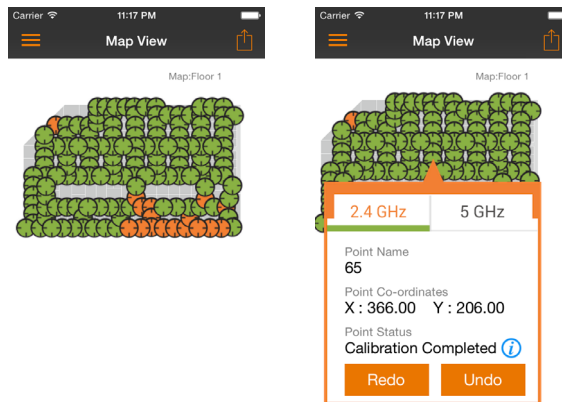 Carrier 11:17 PM
Map View
Map:Floor 1
Carrier 11:17 PM
Map View
Map:Floor 1
2.4 GHz 5 GHz
Point Name
65
Point Co-ordinates
X : 366.00 Y : 206.00
Point Status
Calibration Completed i
Redo Undo